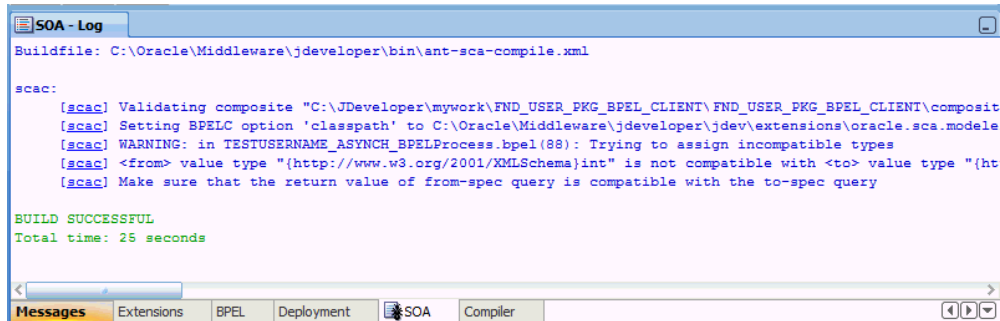 SOA - Log
Buildfile: C:\Oracle\Middleware\jdeveloper\bin\ant-sca-compile.xml
scac:
[scac] Validating composite "C:\JDeveloper\mywork\FND_USER_PKG_BPEL_CLIENT\FND_USER_PKG_BPEL_CLIENT\composit
[scac] Setting BPELC option 'classpath' to C:\Oracle\Middleware\jdeveloper\jdev\extensions\oracle.sca.modele
[scac] WARNING: in TESTUSERNAME_ASYNCH_BPELProcess.bpel(88): Trying to assign incompatible types
[scac] <from> value type "{http://www.w3.org/2001/XMLSchema}int" is not compatible with <to> value type "{ht
[scac] Make sure that the return value of from-spec query is compatible with the to-spec query
BUILD SUCCESSFUL
Total time: 25 seconds
Messages Extensions BPEL Deployment SOA Compiler